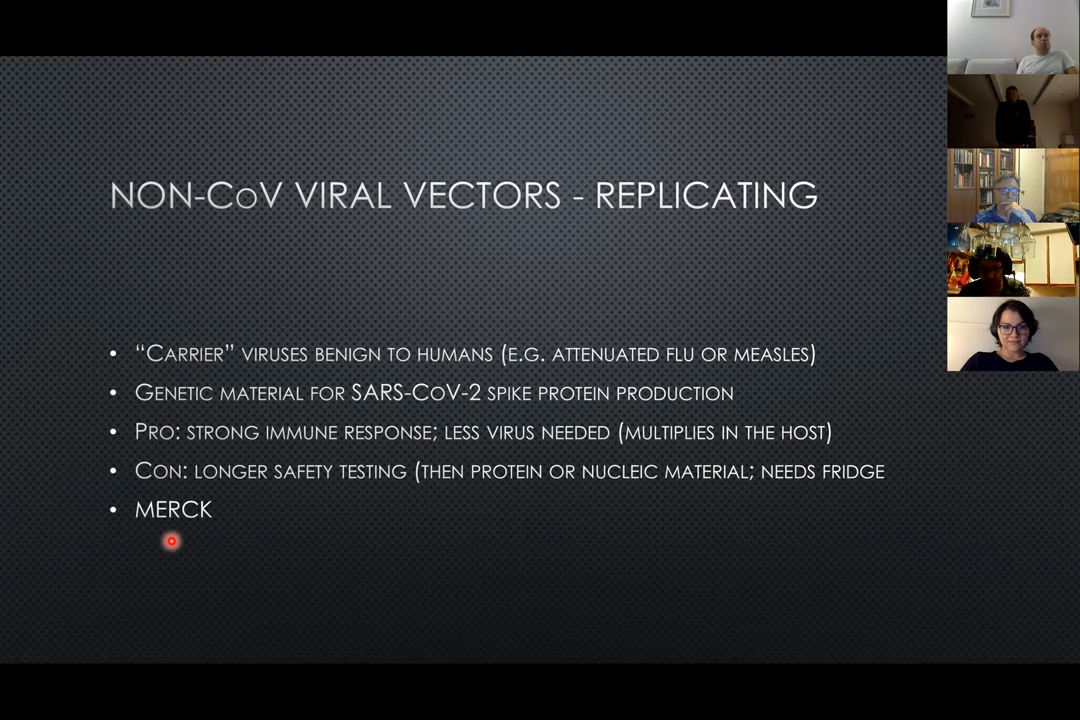 NON-CoV VIRAL VECTORS - REPLICATING
• “CARRIER” VIRUSES BENIGN TO HUMANS (E.G. ATTENUATED FLU OR MEASLES)
• GENETIC MATERIAL FOR SARS-CoV-2 SPIKE PROTEIN PRODUCTION
• PRO: STRONG IMMUNE RESPONSE; LESS VIRUS NEEDED (MULTIPLIES IN THE HOST)
• CON: LONGER SAFETY TESTING (THEN PROTEIN OR NUCLEIC MATERIAL; NEEDS FRIDGE
• MERCK